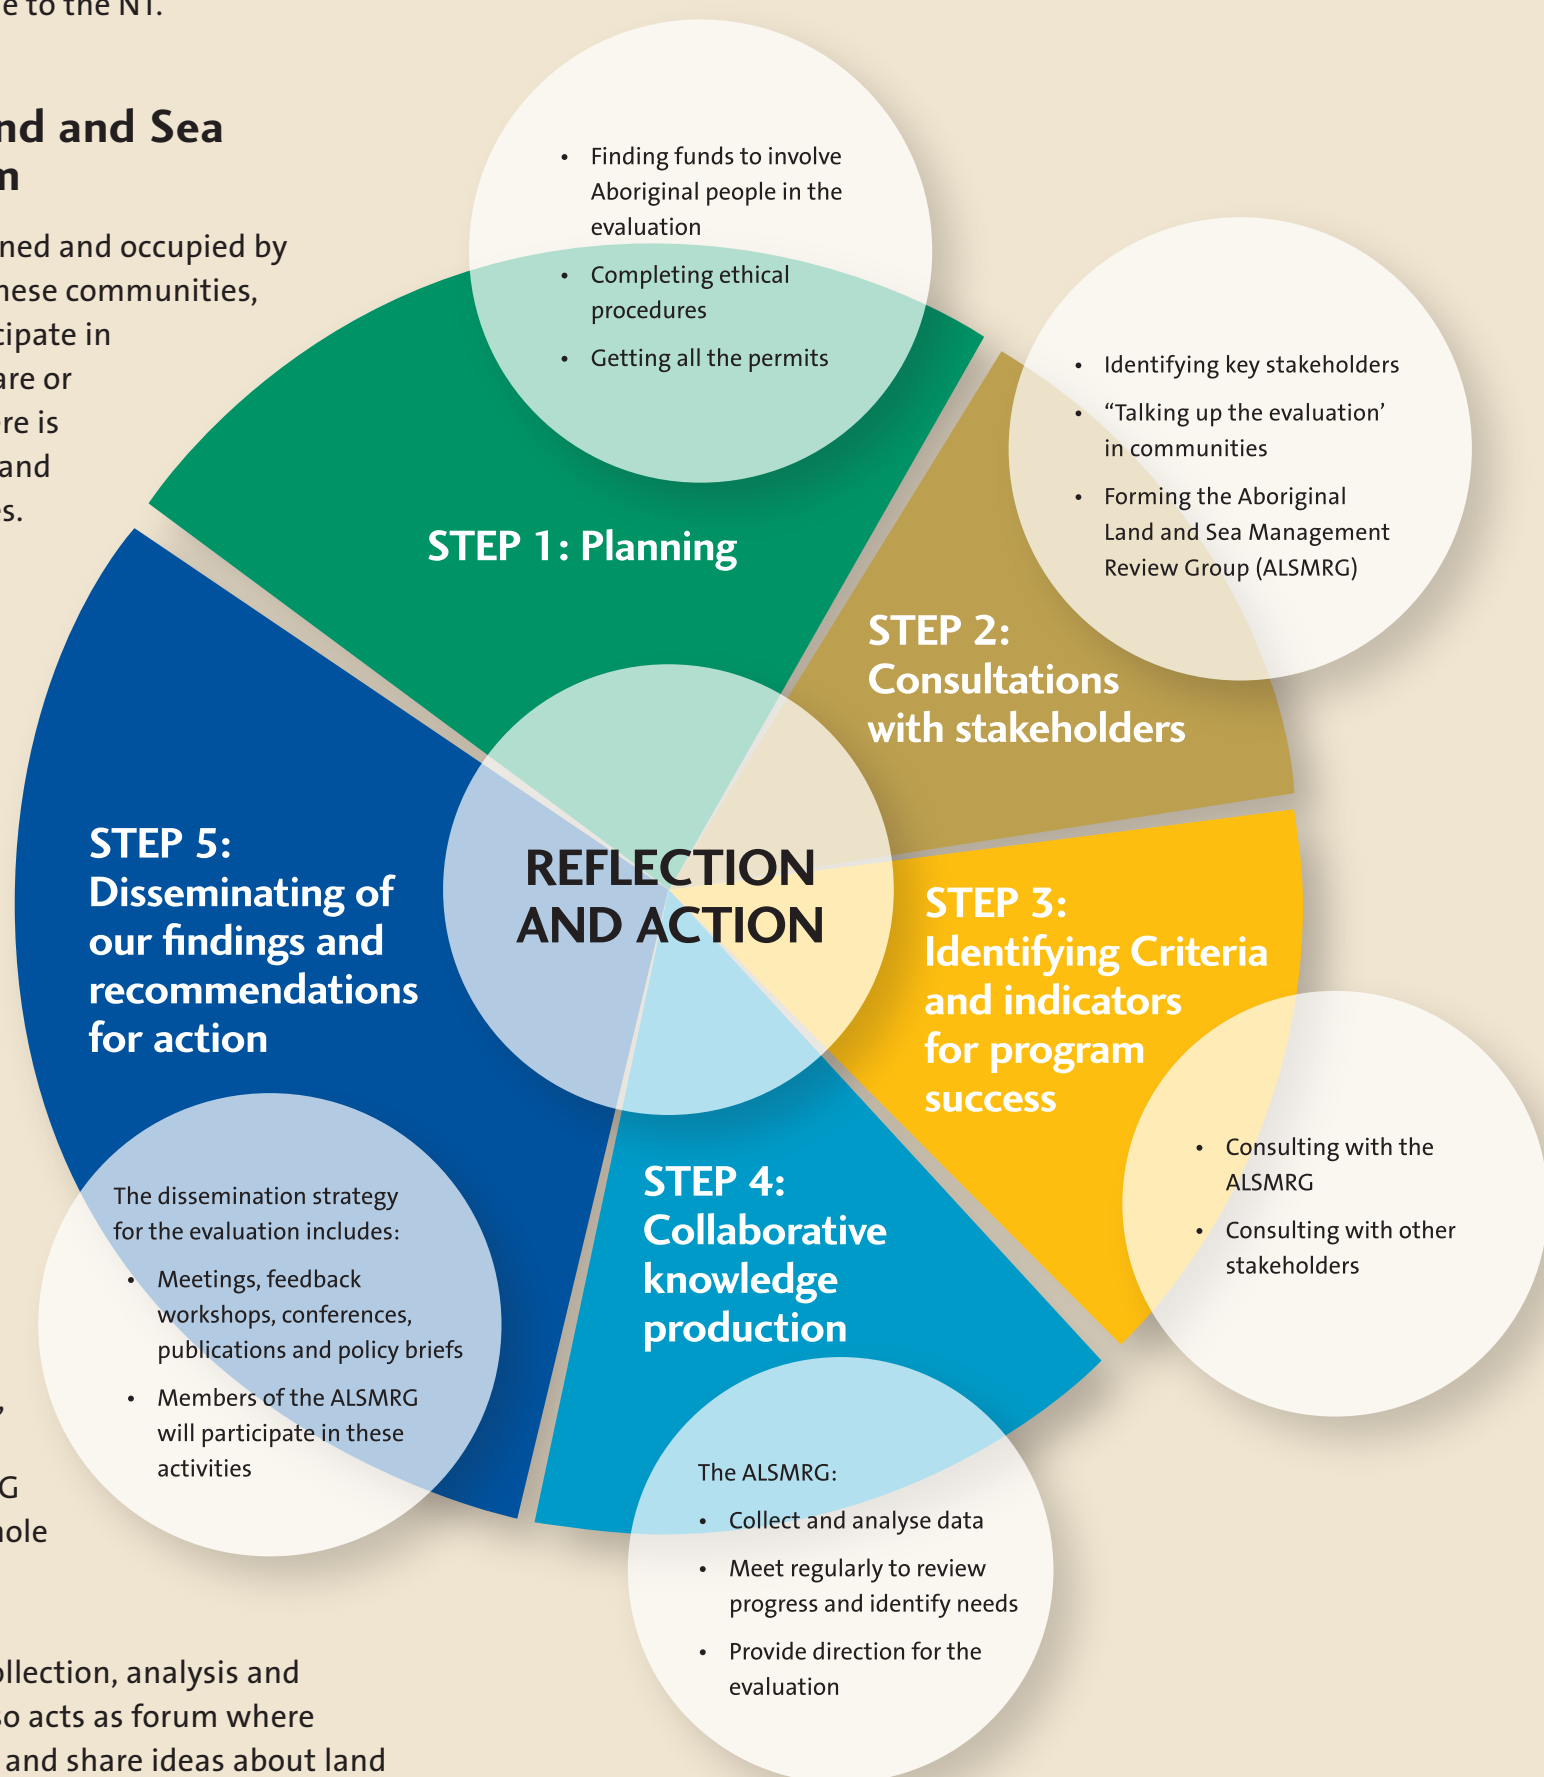 e to the NT.
nd and Sea
m
ned and occupied by
hese communities,
cipate in
are or
ere is
and
es.
• Finding funds to involve
Aboriginal people in the
evaluation
• Completing ethical
procedures
• Getting all the permits
STEP 1: Planning
• Identifying key stakeholders
• “Talking up the evaluation’
in communities
• Forming the Aboriginal
Land and Sea Management
Review Group (ALSMRG)
STEP 2:
Consultations
with stakeholders
REFLECTION
AND ACTION
STEP 3:
Identifying Criteria
and indicators
for program
success
• Consulting with the
ALSMRG
• Consulting with other
stakeholders
STEP 4:
Collaborative
knowledge
production
The ALSMRG:
• Collect and analyse data
• Meet regularly to review
progress and identify needs
• Provide direction for the
evaluation
STEP 5:
Disseminating of
our findings and
recommendations
for action
The dissemination strategy
for the evaluation includes:
• Meetings, feedback
workshops, conferences,
publications and policy briefs
• Members of the ALSMRG
will participate in these
activities
,
G
hole
ollection, analysis and
so acts as forum where
and share ideas about land